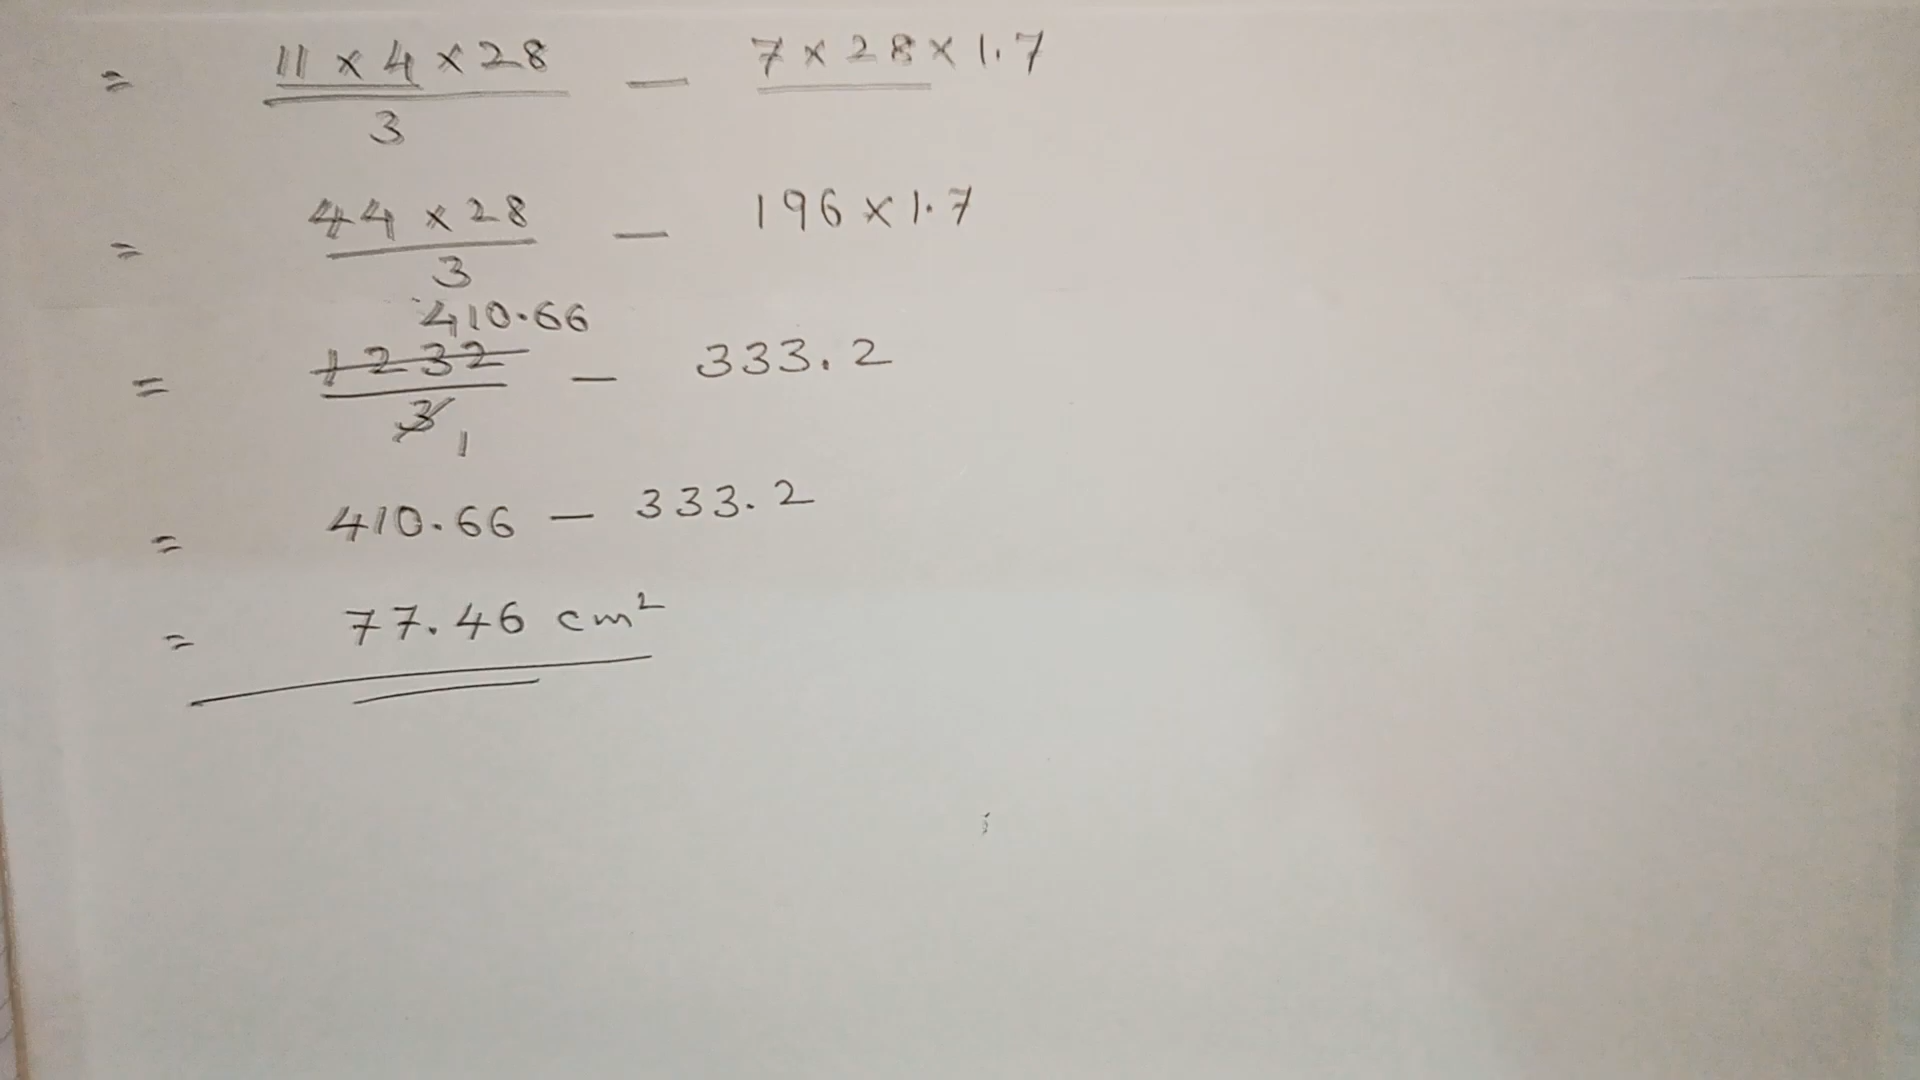 = 11 × 4 × 28 / 3 — 7 × 28 × 1.7
= 44 × 28 / 3 — 196 × 1.7
410.66
= 1232 / 3 1 — 333.2
= 410.66 — 333.2
= 77.46 cm²